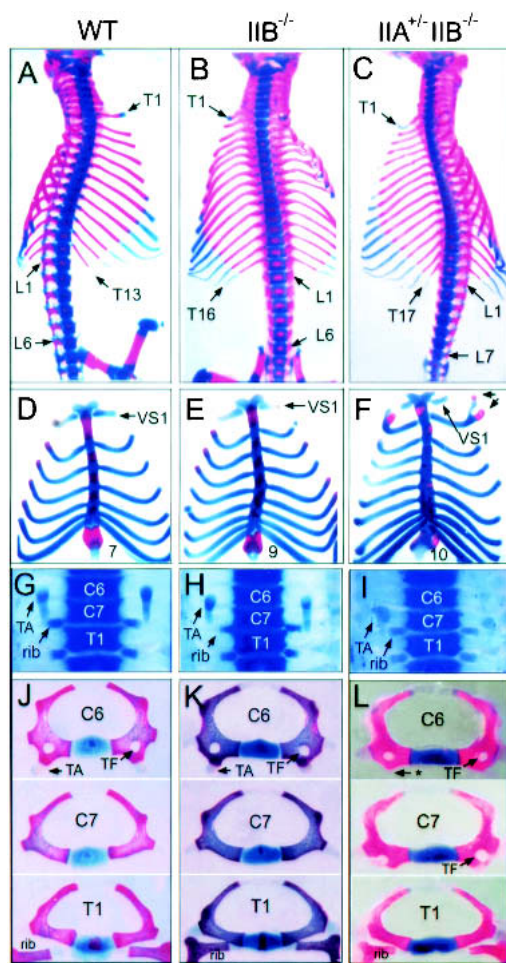 WT IIB-/- IIA+/- IIB-/-
A B C
T1 T1 T1
L1 T13 T16 L1 T17 L1
L6 L6 L7
D E F
VS1 VS1 VS1
7 9 10
G H I
C6 C6 C6
C7 C7 C7
TA TA TA
rib T1 rib T1 rib T1
J K L
C6 C6 C6
TF TF TF
TA TA *
C7 C7 C7
TF
T1 T1 T1
rib rib rib